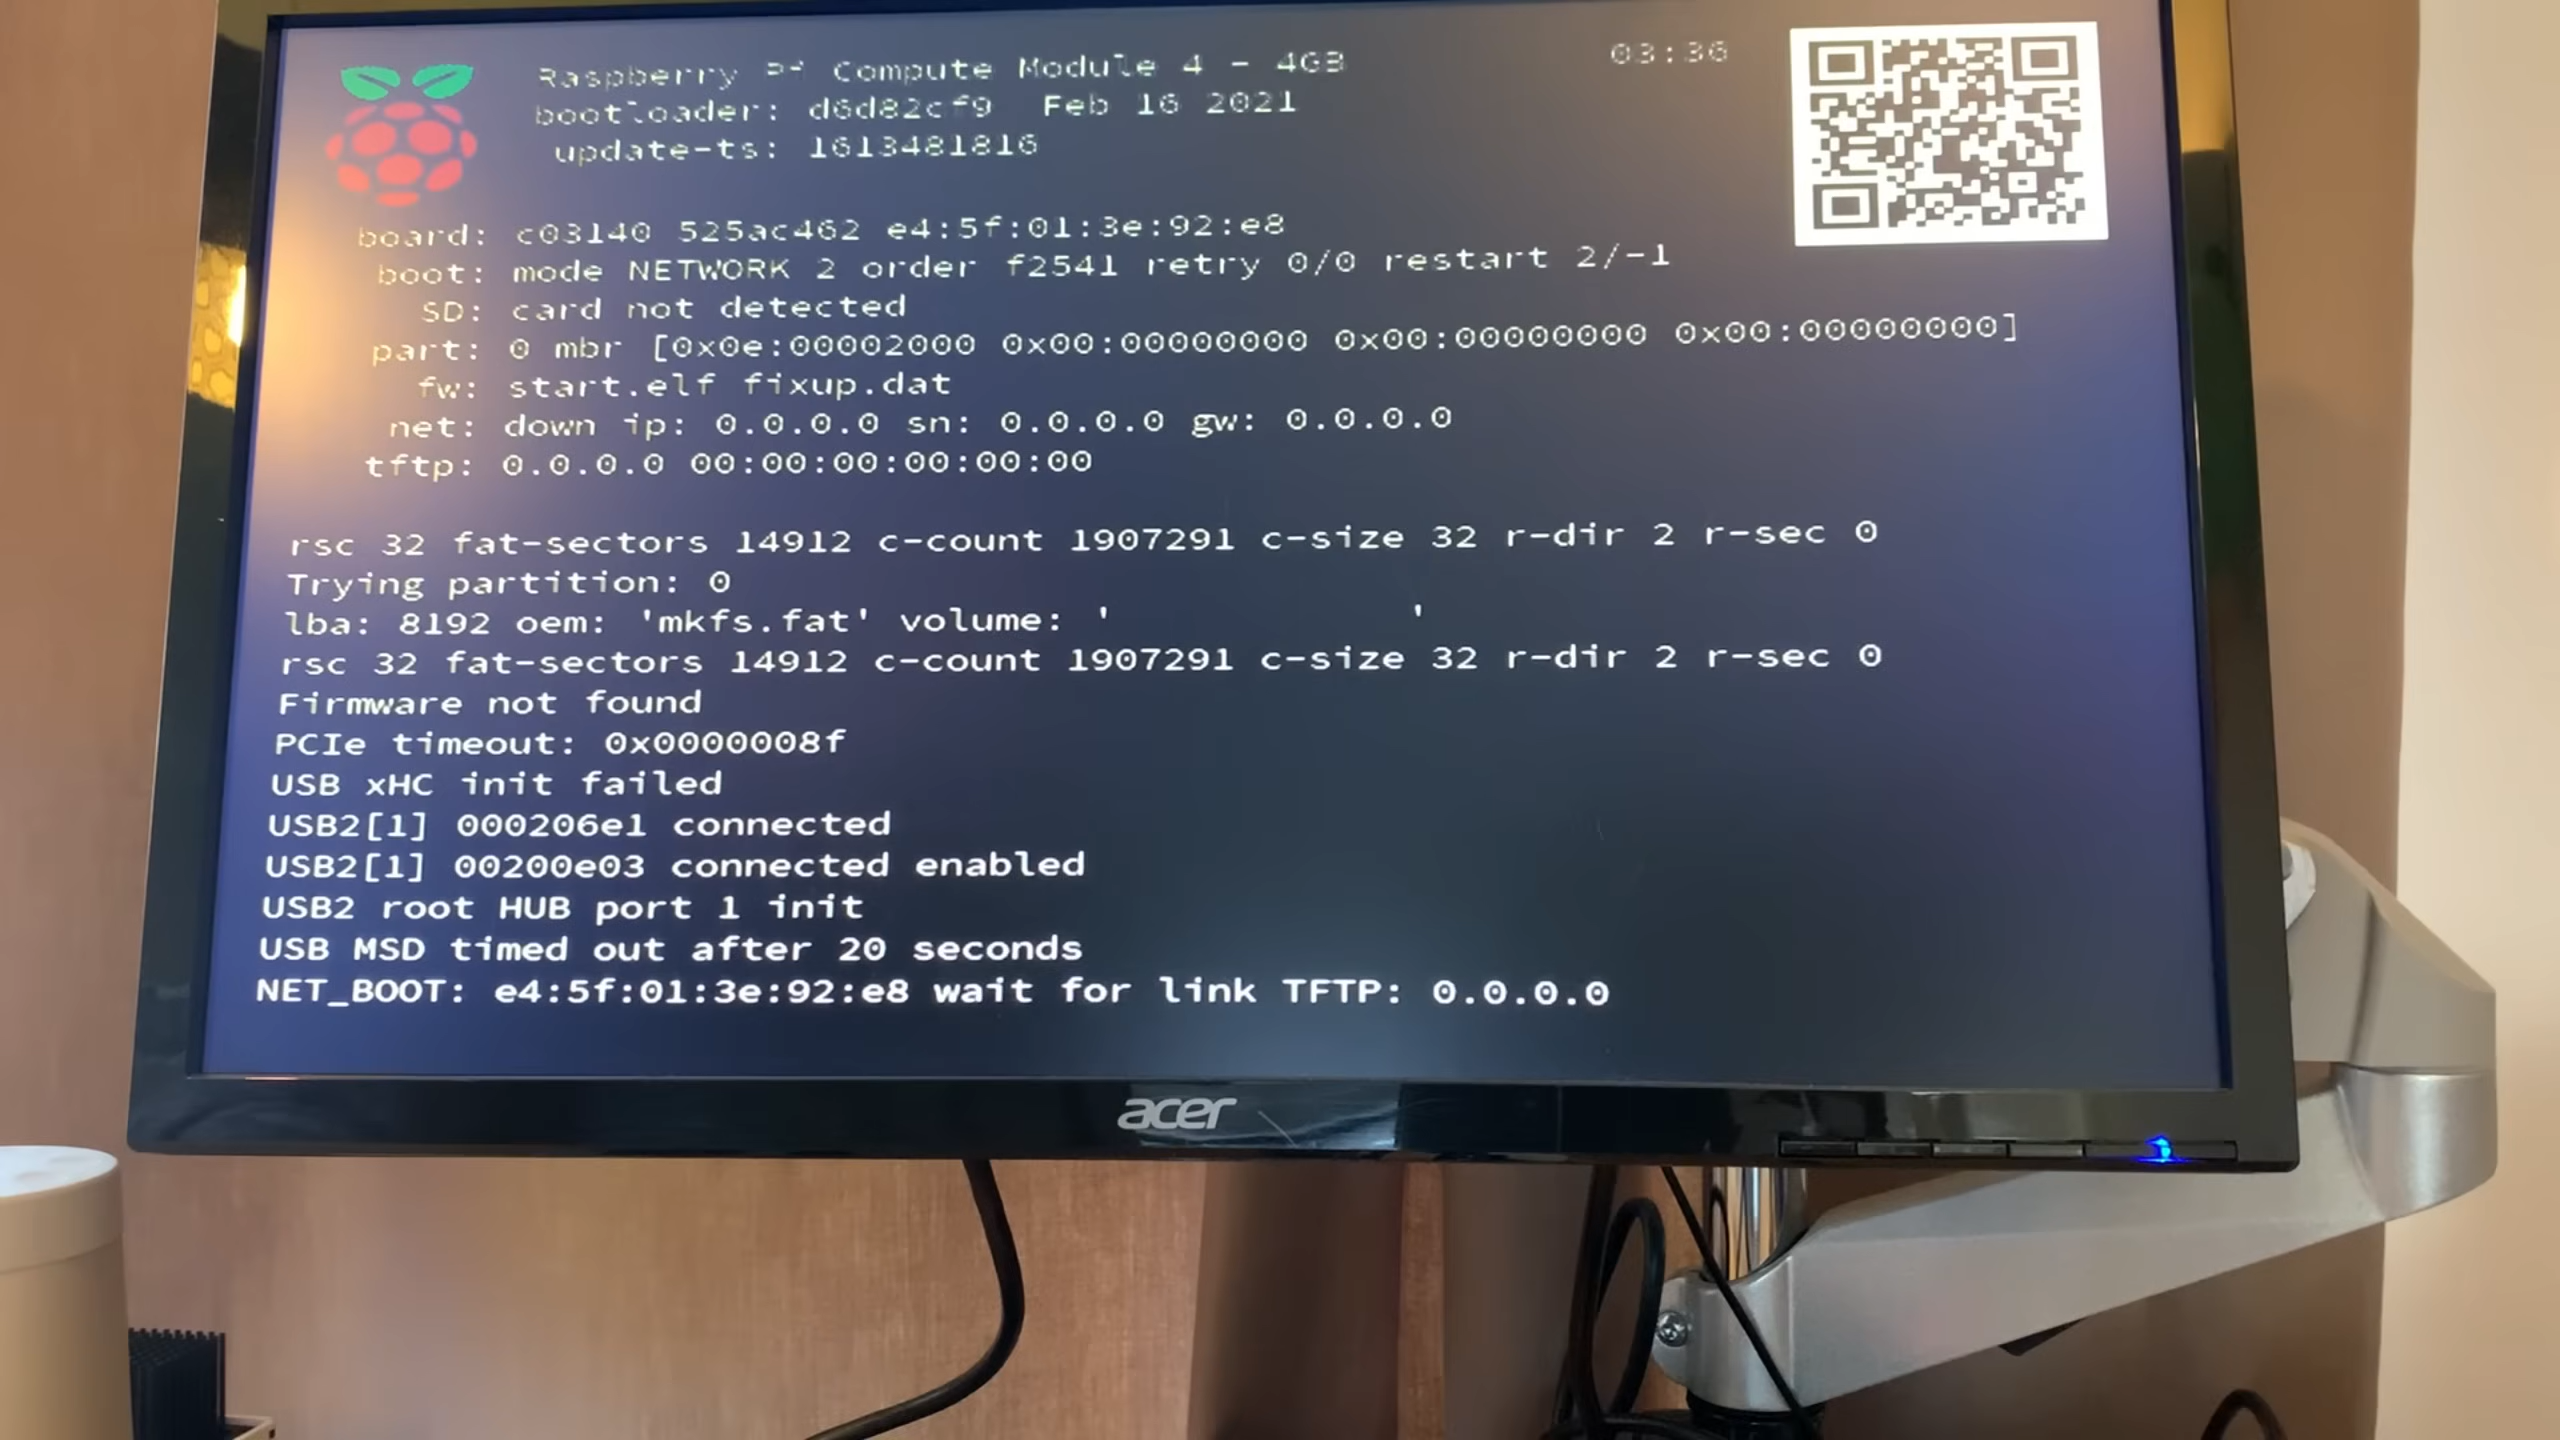 Raspberry Pi Compute Module 4 - 4GB
03:36
bootloader: d6d82cf9 Feb 16 2021
update-ts: 1613481816
board: c03140 525ac462 e4:5f:01:3e:92:e8
boot: mode NETWORK 2 order f2541 retry 0/0 restart 2/-1
SD: card not detected
part: 0 mbr [0x0e:00002000 0x00:00000000 0x00:00000000 0x00:00000000]
fw: start.elf fixup.dat
net: down ip: 0.0.0.0 sn: 0.0.0.0 gw: 0.0.0.0
tftp: 0.0.0.0 00:00:00:00:00:00
rsc 32 fat-sectors 14912 c-count 1907291 c-size 32 r-dir 2 r-sec 0
Trying partition: 0
lba: 8192 oem: 'mkfs.fat' volume: ' '
rsc 32 fat-sectors 14912 c-count 1907291 c-size 32 r-dir 2 r-sec 0
Firmware not found
PCIe timeout: 0x0000008f
USB xHC init failed
USB2[1] 000206e1 connected
USB2[1] 00200e03 connected enabled
USB2 root HUB port 1 init
USB MSD timed out after 20 seconds
NET_BOOT: e4:5f:01:3e:92:e8 wait for link TFTP: 0.0.0.0
acer